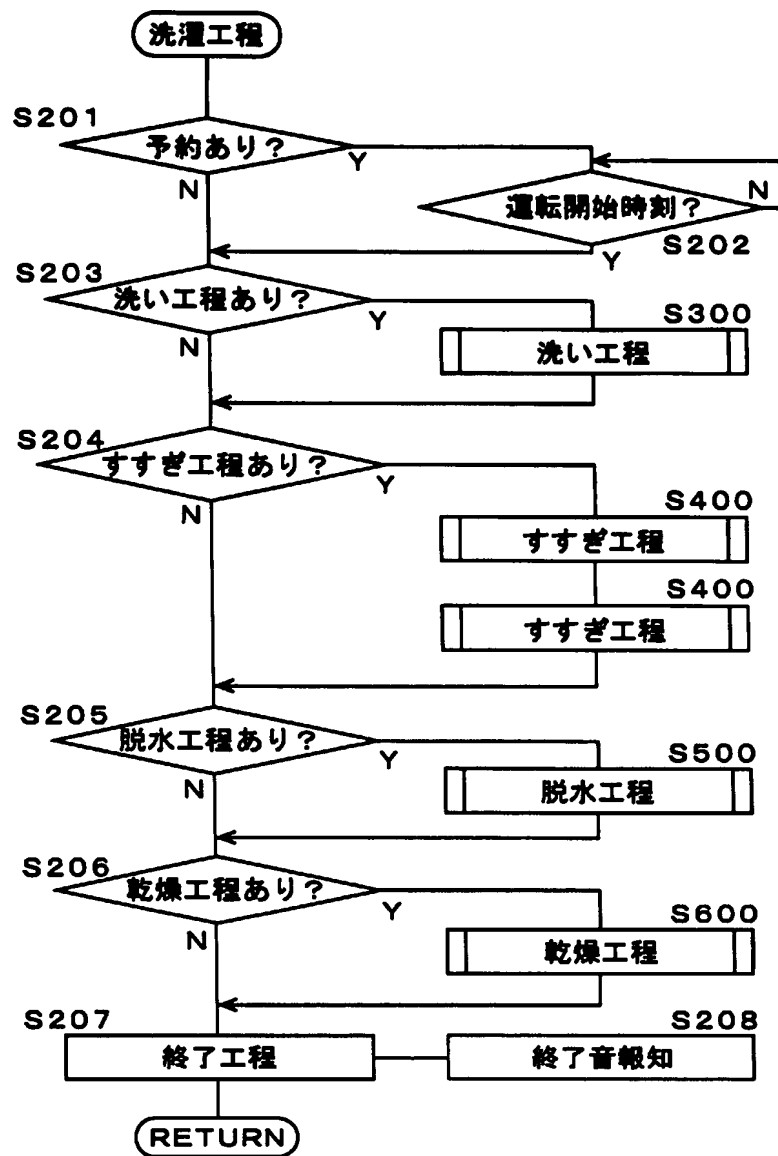 洗濯工程
S201
予約あり？
Y
N
運転開始時刻？
N
S202
Y
S203
洗い工程あり？
Y
N
S300
洗い工程
S204
すすぎ工程あり？
Y
N
S400
すすぎ工程
S400
すすぎ工程
S205
脱水工程あり？
Y
N
S500
脱水工程
S206
乾燥工程あり？
Y
N
S600
乾燥工程
S207
終了工程
S208
終了音報知
RETURN